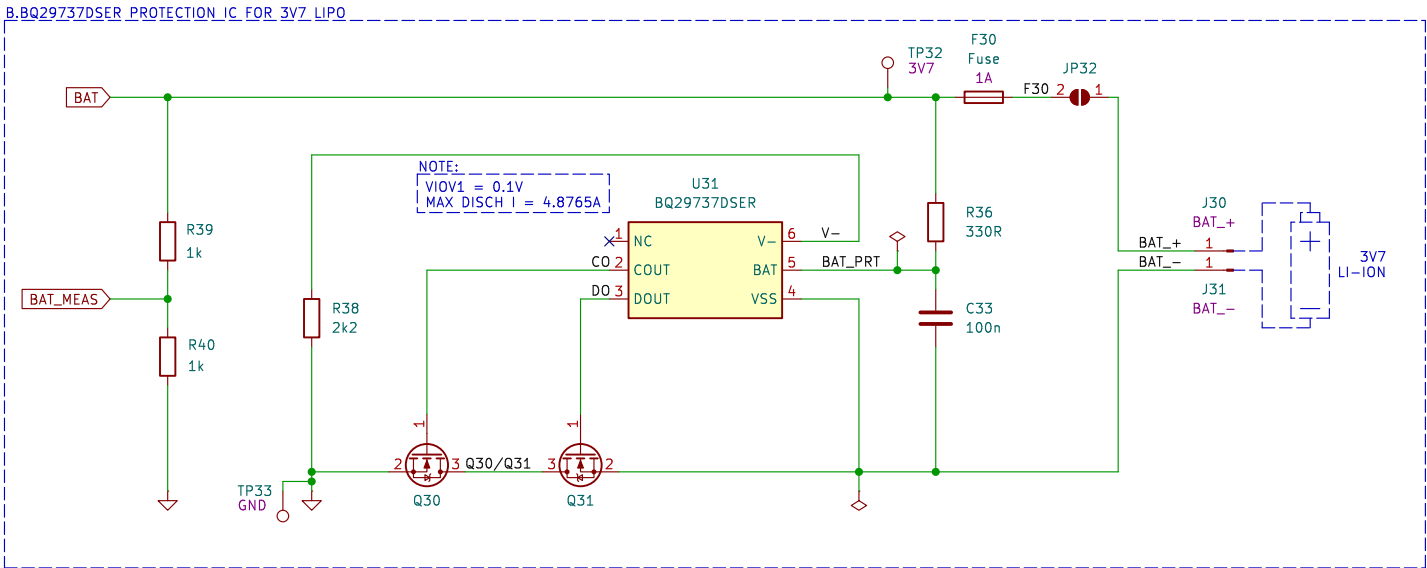 B.BQ29737DSER PROTECTION IC FOR 3V7 LIPO
F30
Fuse
1A
TP32
3V7
JP32
BAT
F30 2 1
NOTE:
VIOV1 = 0.1V
MAX DISCH I = 4.8765A
U31
BQ29737DSER
R39
1k
R36
330R
J30
BAT_+
1 NC V- 6 V-
BAT_+ 1
3V7
LI-ION
CO 2 COUT BAT 5 BAT_PRT
BAT_- 1
BAT_MEAS
DO 3 DOUT VSS 4
J31
BAT_-
R38
2k2
C33
100n
R40
1k
1
1
2 3 Q30/Q31 3 2
TP33
GND
Q30
Q31